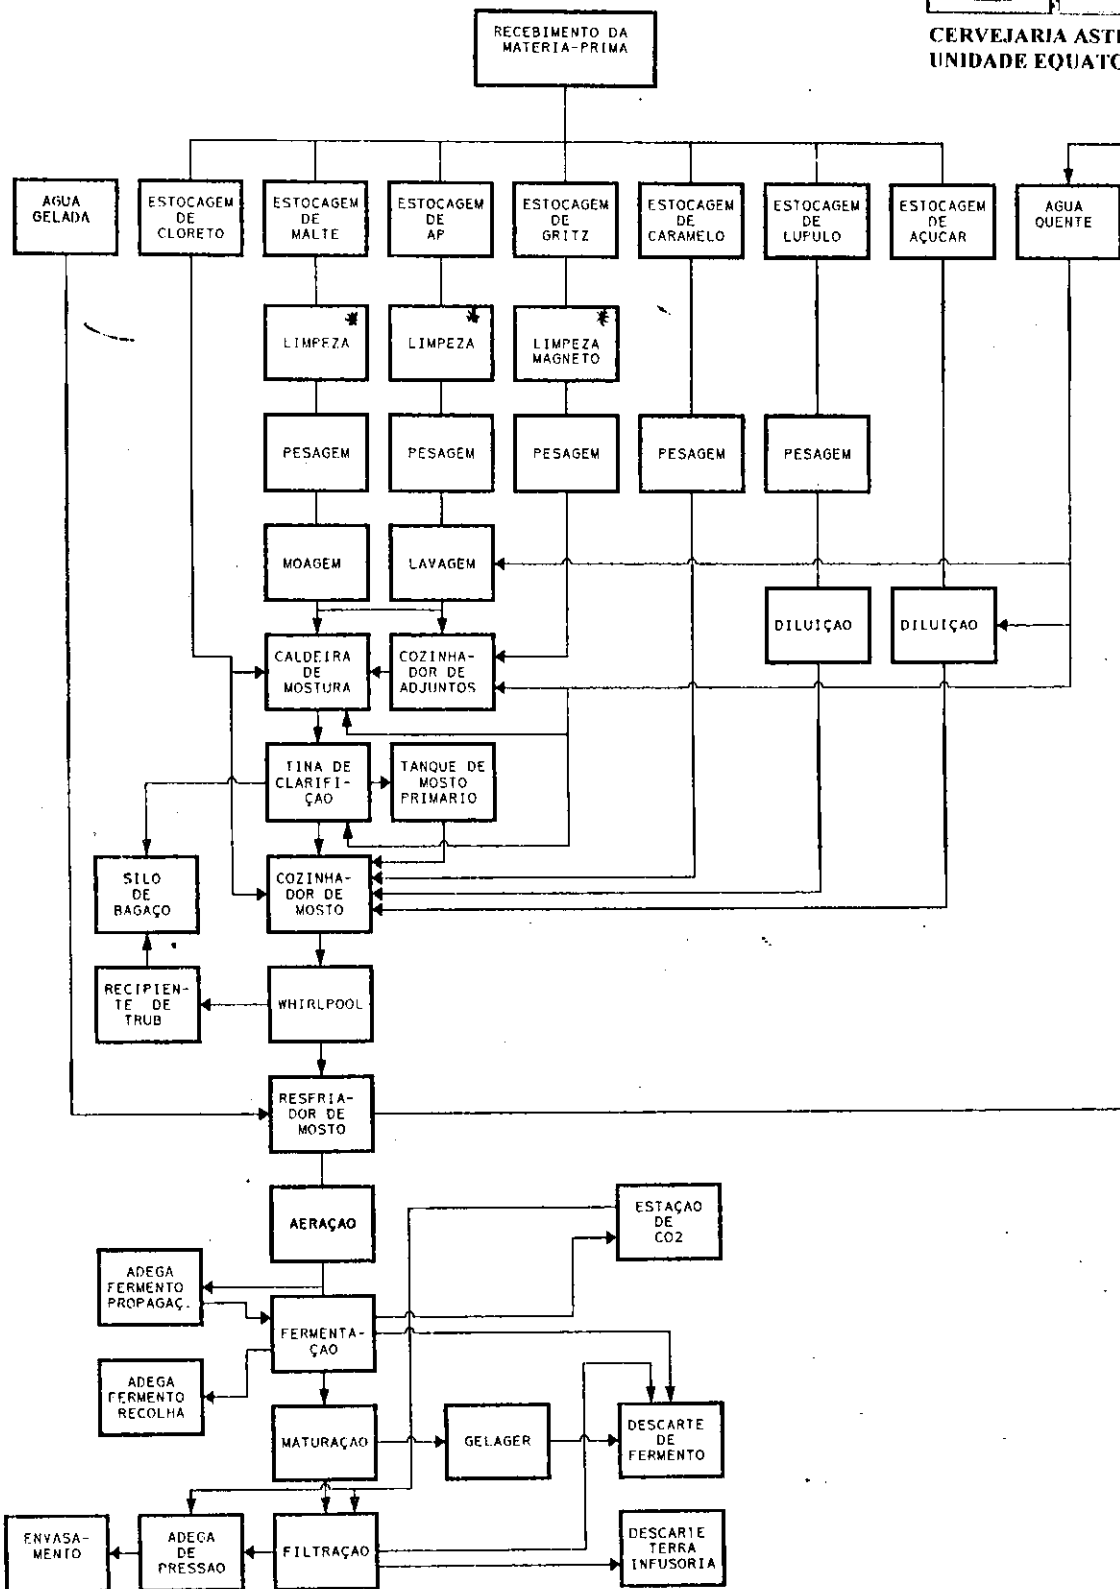 CERVEJARIA
UNIDADE
RECEBIMENTO DA
MATERIA-PRIMA
AGUA
GELADA
ESTOCAGEM
DE
CLORETO
ESTOCAGEM
DE
MALTE
ESTOCAGEM
DE
AP
ESTOCAGEM
DE
GRITZ
ESTOCAGEM
DE
CARAMELO
ESTOCAGEM
DE
LUPULO
ESTOCAGEM
DE
AÇUCAR
AGUA
QUENTE
LIMPEZA
LIMPEZA
LIMPEZA
MAGNETO
PESAGEM
PESAGEM
PESAGEM
PESAGEM
PESAGEM
MOAGEM
LAVAGEM
DILUIÇAO
DILUIÇAO
CALDEIRA
DE
MOSTURA
COZINHA-
DOR DE
ADJUNTOS
TINA DE
CLARIFI-
ÇAO
TANQUE DE
MOSTO
PRIMARIO
SILO
DE
BAGAÇO
COZINHA-
DOR DE
MOSTO
RECIPIEN-
TE DE
TRUB
WHIRLPOOL
RESFRIA-
DOR DE
MOSTO
AERAÇAO
ESTAÇAO
DE
CO2
ADEGA
FERMENTO
PROPAGAÇ.
FERMENTA-
ÇAO
ADEGA
FERMENTO
RECOLHA
MATURAÇAO
GELAGER
DESCARTE
DE
FERMENTO
ENVASA-
MENTO
ADEGA
DE
PRESSAO
FILTRAÇAO
DESCARTE
TERRA
INFUSORIA